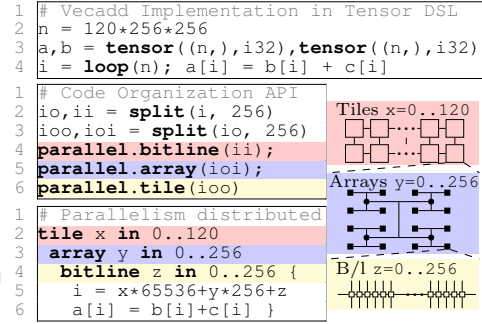 1 # Vecadd Implementation in Tensor DSL
2 n = 120*256*256
3 a,b = tensor((n,),i32),tensor((n,),i32)
4 i = loop(n); a[i] = b[i] + c[i]
1 # Code Organization API
2 io,ii = split(i, 256)
3 ioo,ioi = split(io, 256)
4 parallel.bitline(ii);
5 parallel.array(ioi);
6 parallel.tile(ioo)
1 # Parallelism distributed
2 tile x in 0..120
3 array y in 0..256
4 bitline z in 0..256 {
5 i = x*65536+y*256+z
6 a[i] = b[i]+c[i] }
Tiles x=0..120
Arrays y=0..256
B/l z=0..256